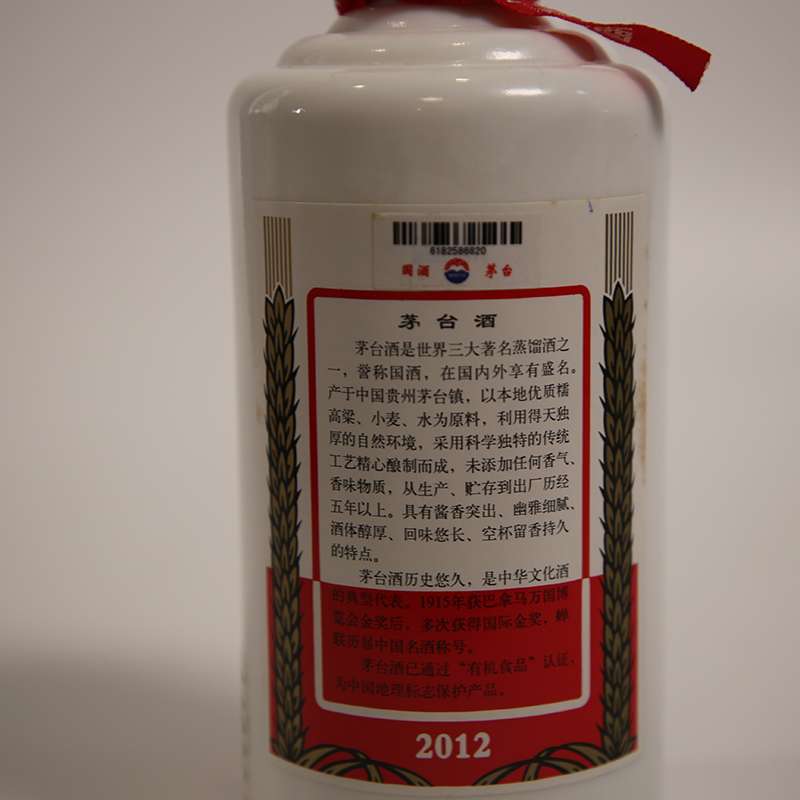 6182586620
国酒 茅台
茅台酒
茅台酒是世界三大著名蒸馏酒之
一，誉称国酒，在国内外享有盛名。
产于中国贵州茅台镇，以本地优质糯
高粱、小麦、水为原料，利用得天独
厚的自然环境，采用科学独特的传统
工艺精心酿制而成，未添加任何香气、
香味物质，从生产、贮存到出厂历经
五年以上。具有酱香突出、幽雅细腻、
酒体醇厚、回味悠长、空杯留香持久
的特点。
茅台酒历史悠久，是中华文化酒
的典型代表。1915年获巴拿马万国博
览会金奖后，多次获得国际金奖，蝉
联历届中国名酒称号。
茅台酒已通过“有机食品”认证，
为中国地理标志保护产品。
2012